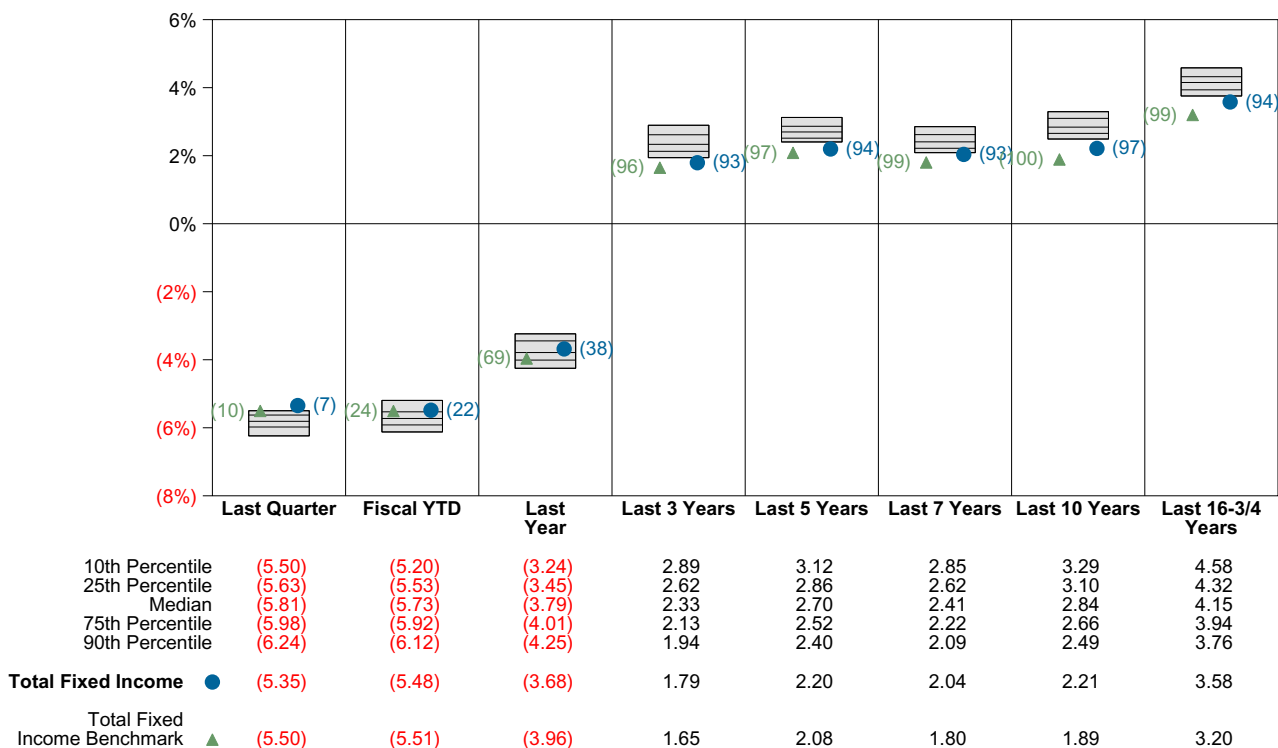 6%
4%
2%
0%
(2%)
(4%)
(6%)
(8%)
(10) (7)
(24) (22)
(69) (38)
(96) (93)
(97) (94)
(99) (93)
(100) (97)
(99) (94)
Last Quarter Fiscal YTD Last Year Last 3 Years Last 5 Years Last 7 Years Last 10 Years Last 16-3/4 Years
10th Percentile (5.50) (5.20) (3.24) 2.89 3.12 2.85 3.29 4.58
25th Percentile (5.63) (5.53) (3.45) 2.62 2.86 2.62 3.10 4.32
Median (5.81) (5.73) (3.79) 2.33 2.70 2.41 2.84 4.15
75th Percentile (5.98) (5.92) (4.01) 2.13 2.52 2.22 2.66 3.94
90th Percentile (6.24) (6.12) (4.25) 1.94 2.40 2.09 2.49 3.76
Total Fixed Income (5.35) (5.48) (3.68) 1.79 2.20 2.04 2.21 3.58
Total Fixed
Income Benchmark (5.50) (5.51) (3.96) 1.65 2.08 1.80 1.89 3.20